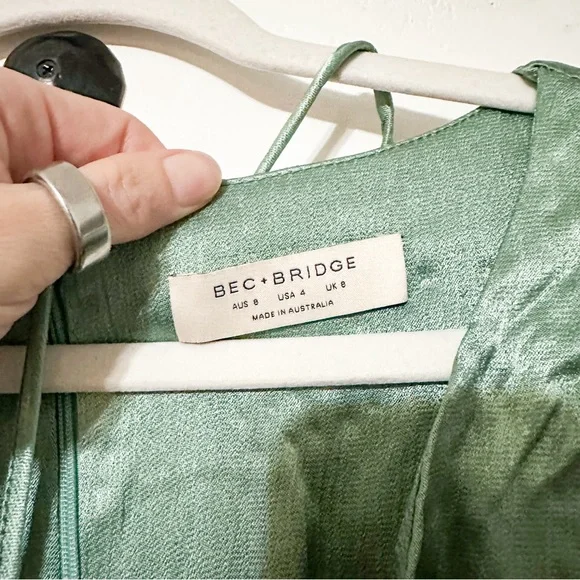 BEC + BRIDGE
AUS 8 USA 4 UK 8
MADE IN AUSTRALIA